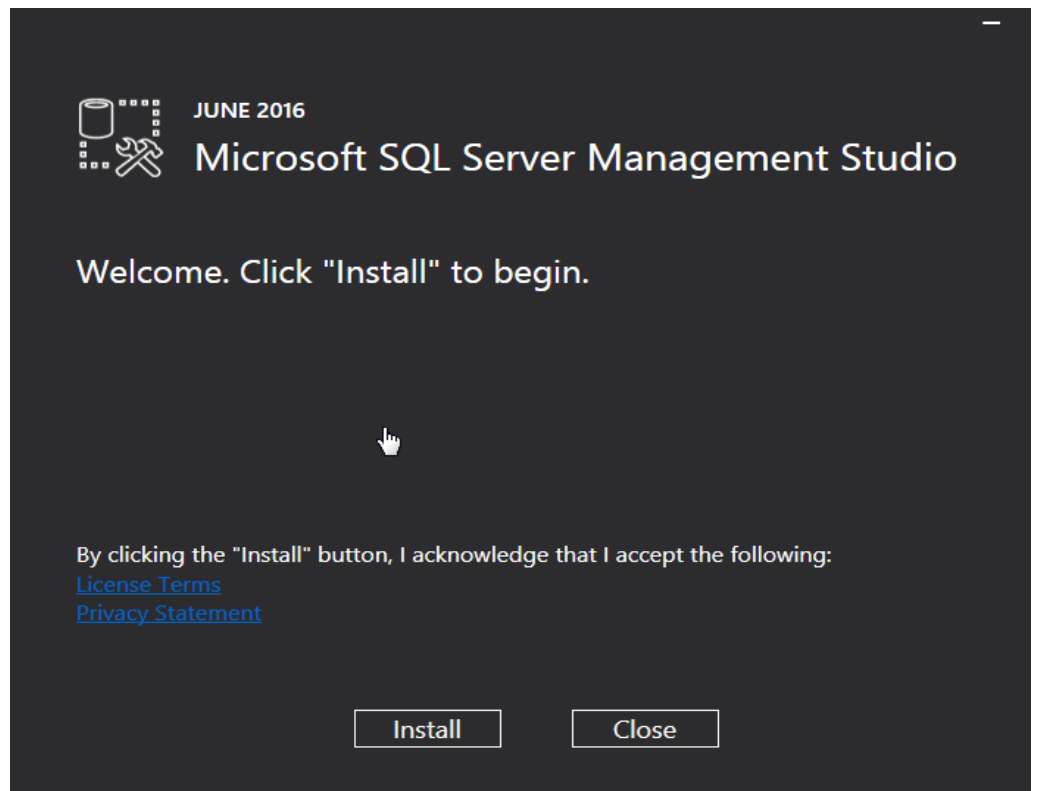 JUNE 2016
Microsoft SQL Server Management Studio
Welcome. Click "Install" to begin.
By clicking the "Install" button, I acknowledge that I accept the following:
License Terms
Privacy Statement
Install
Close